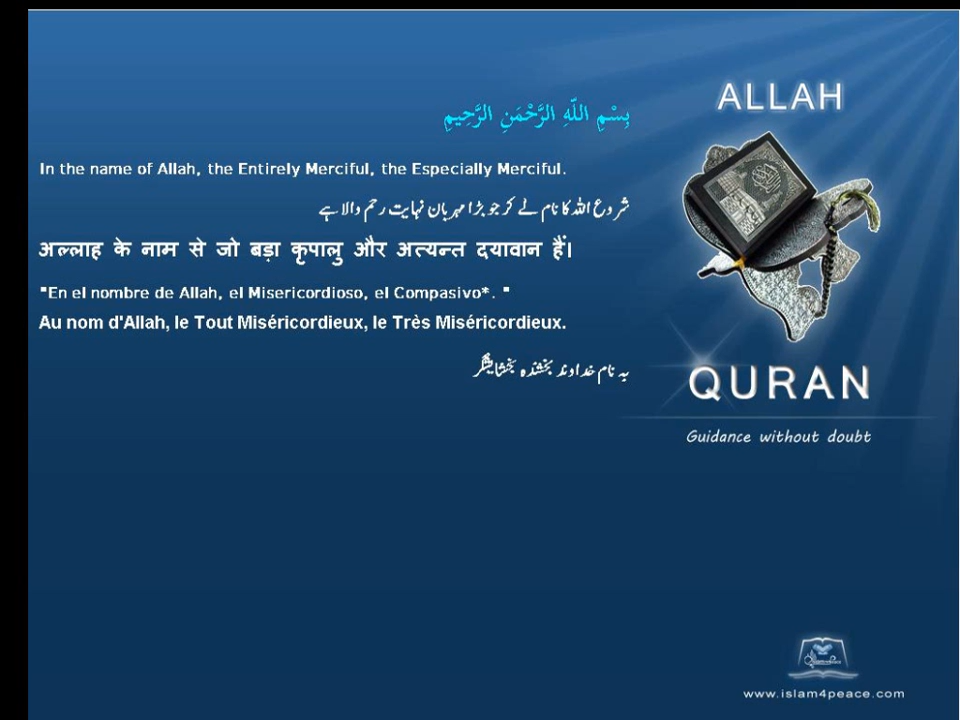 بِسْمِ اللَّهِ الرَّحْمَنِ الرَّحِيمِ
In the name of Allah, the Entirely Merciful, the Especially Merciful.
شروع الله کا نام لے کر جو بڑا مہربان نہایت رحم والا ہے
अल्लाह के नाम से जो बड़ा कृपालु और अत्यन्त दयावान हैं।
"En el nombre de Allah, el Misericordioso, el Compasivo*. "
Au nom d'Allah, le Tout Miséricordieux, le Très Miséricordieux.
به نام خداوند بخشنده بخشایشگر
ALLAH
QURAN
Guidance without doubt
www.islam4peace.com